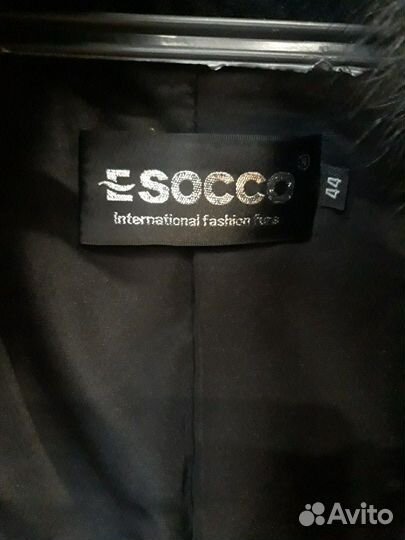 ESOCCO®
International fashion furs
44
Avito